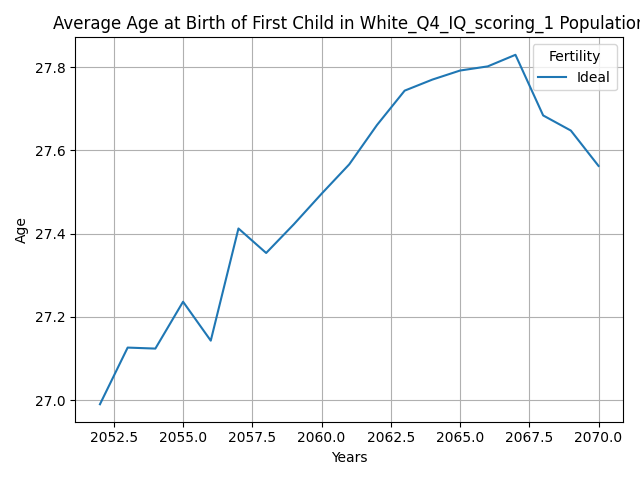 Average Age at Birth of First Child in White_Q4_IQ_scoring_1 Population
27.8
27.6
27.4
27.2
27.0
Age
Fertility
Ideal
2052.5 2055.0 2057.5 2060.0 2062.5 2065.0 2067.5 2070.0
Years